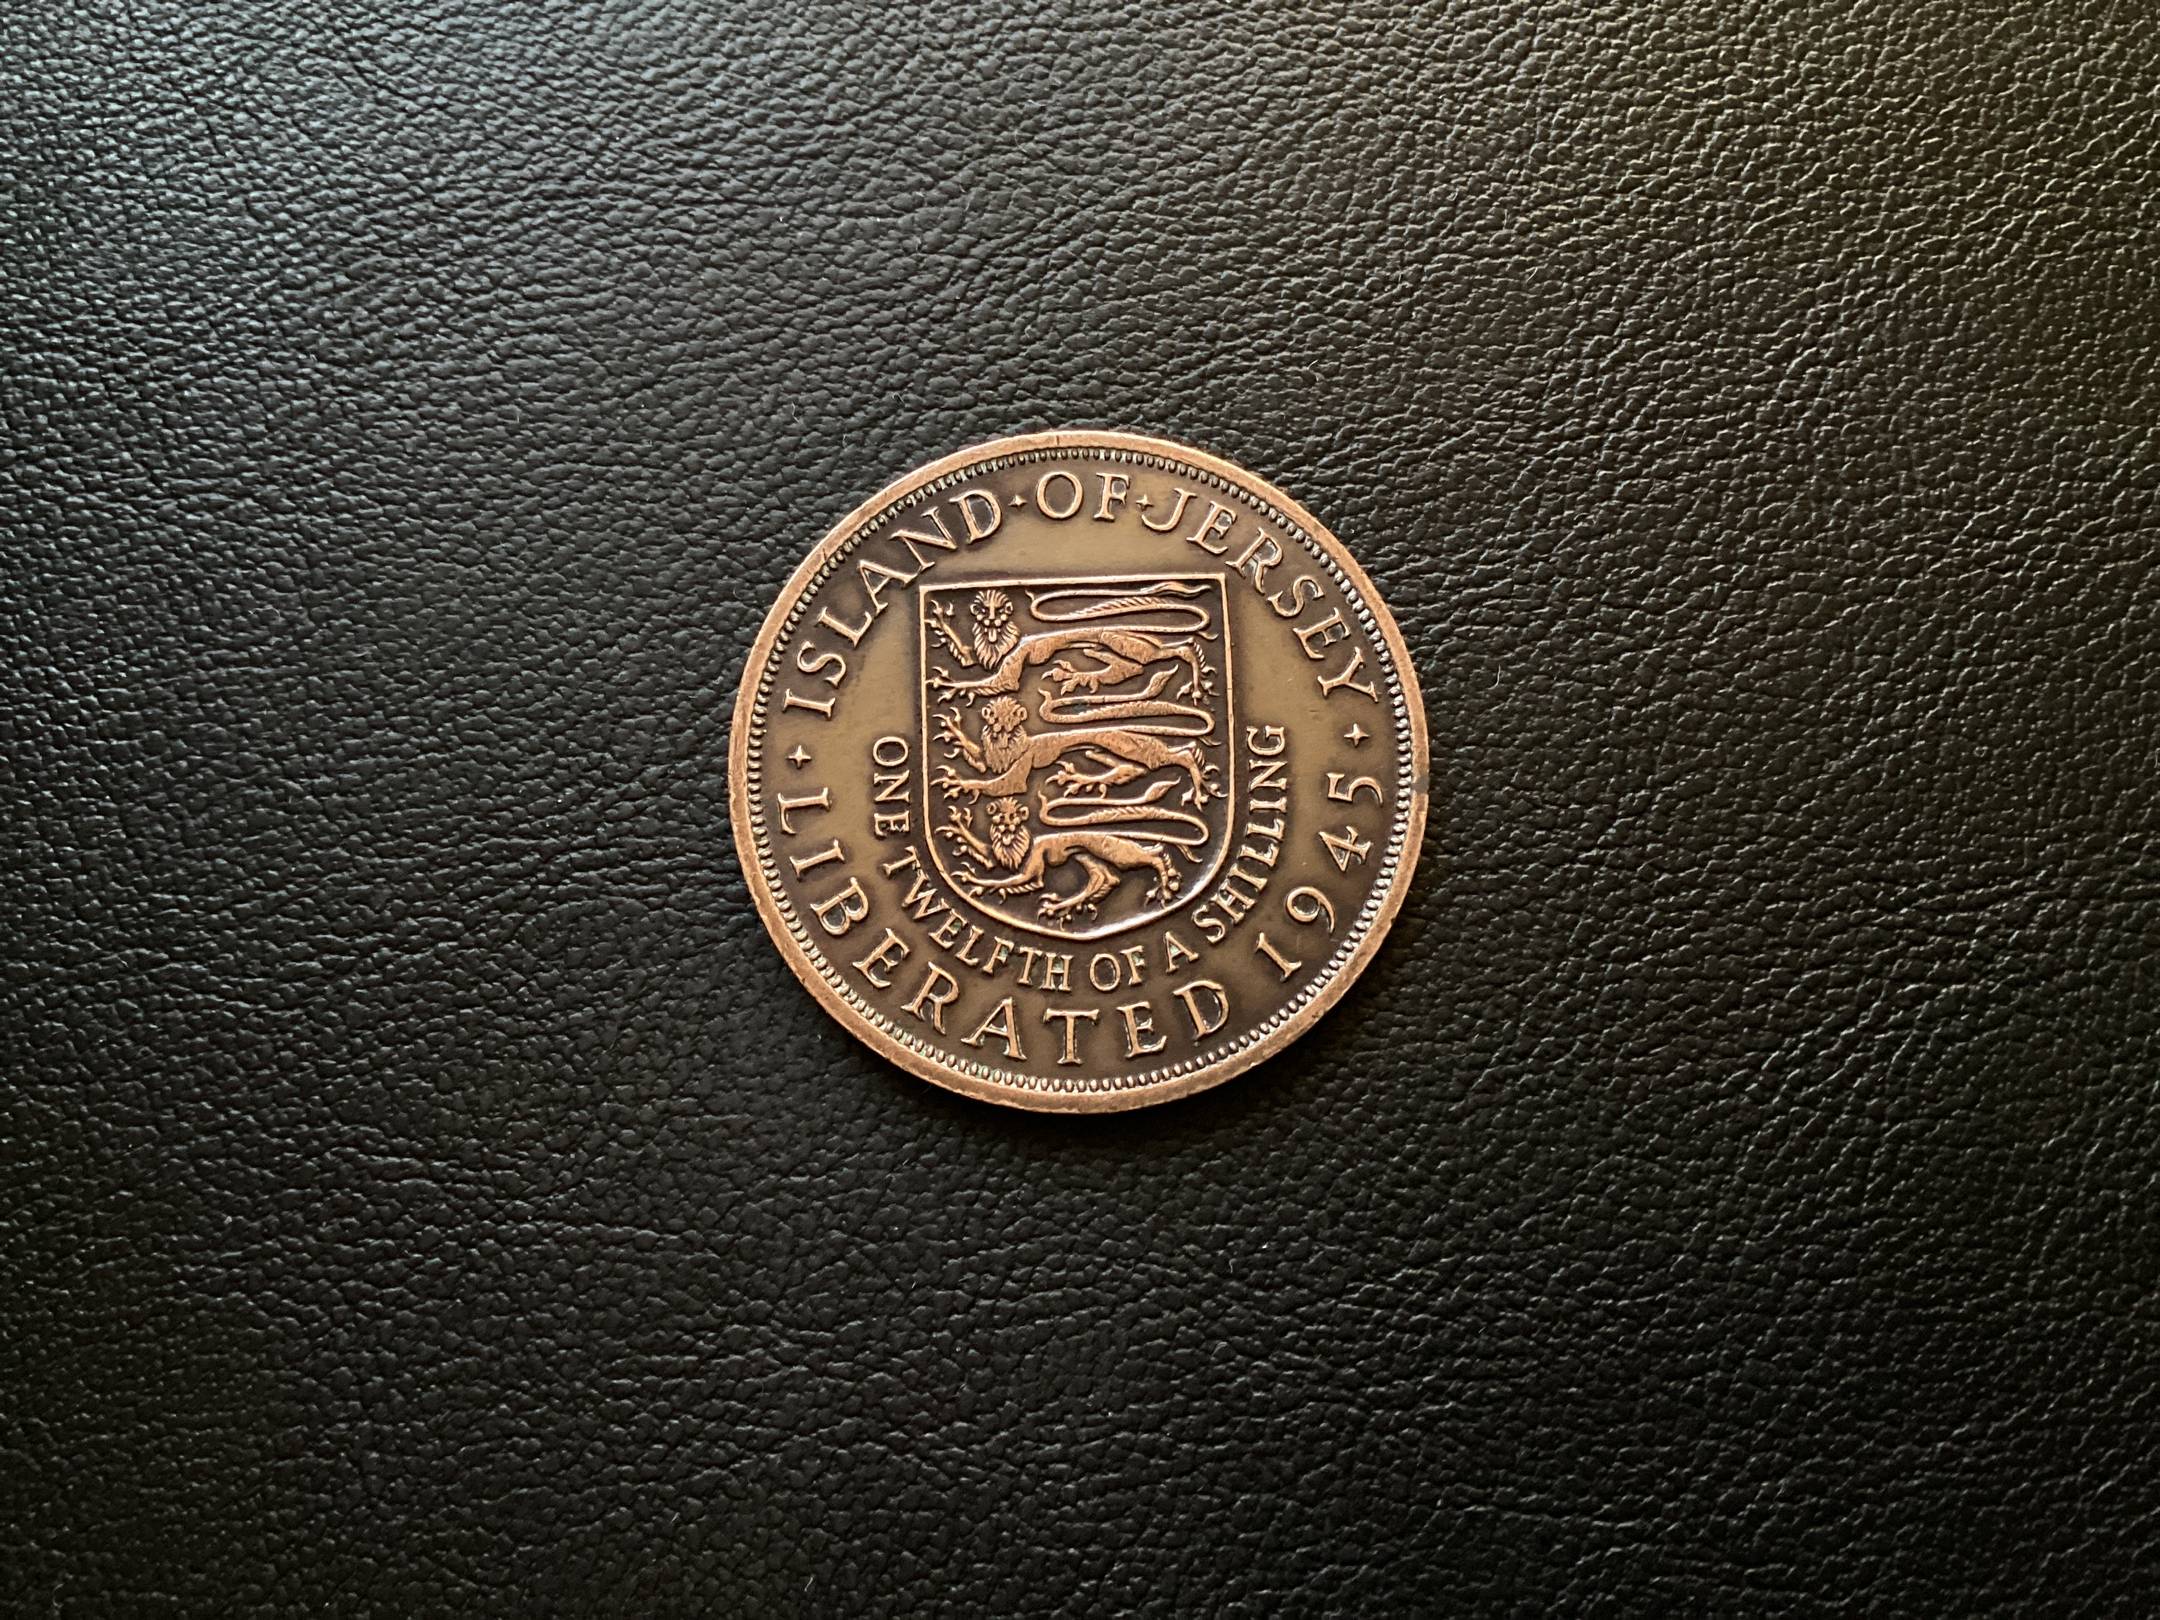 · ISLAND · OF · JERSEY ·
ONE TWELFTH OF A SHILLING
LIBERATED 1945